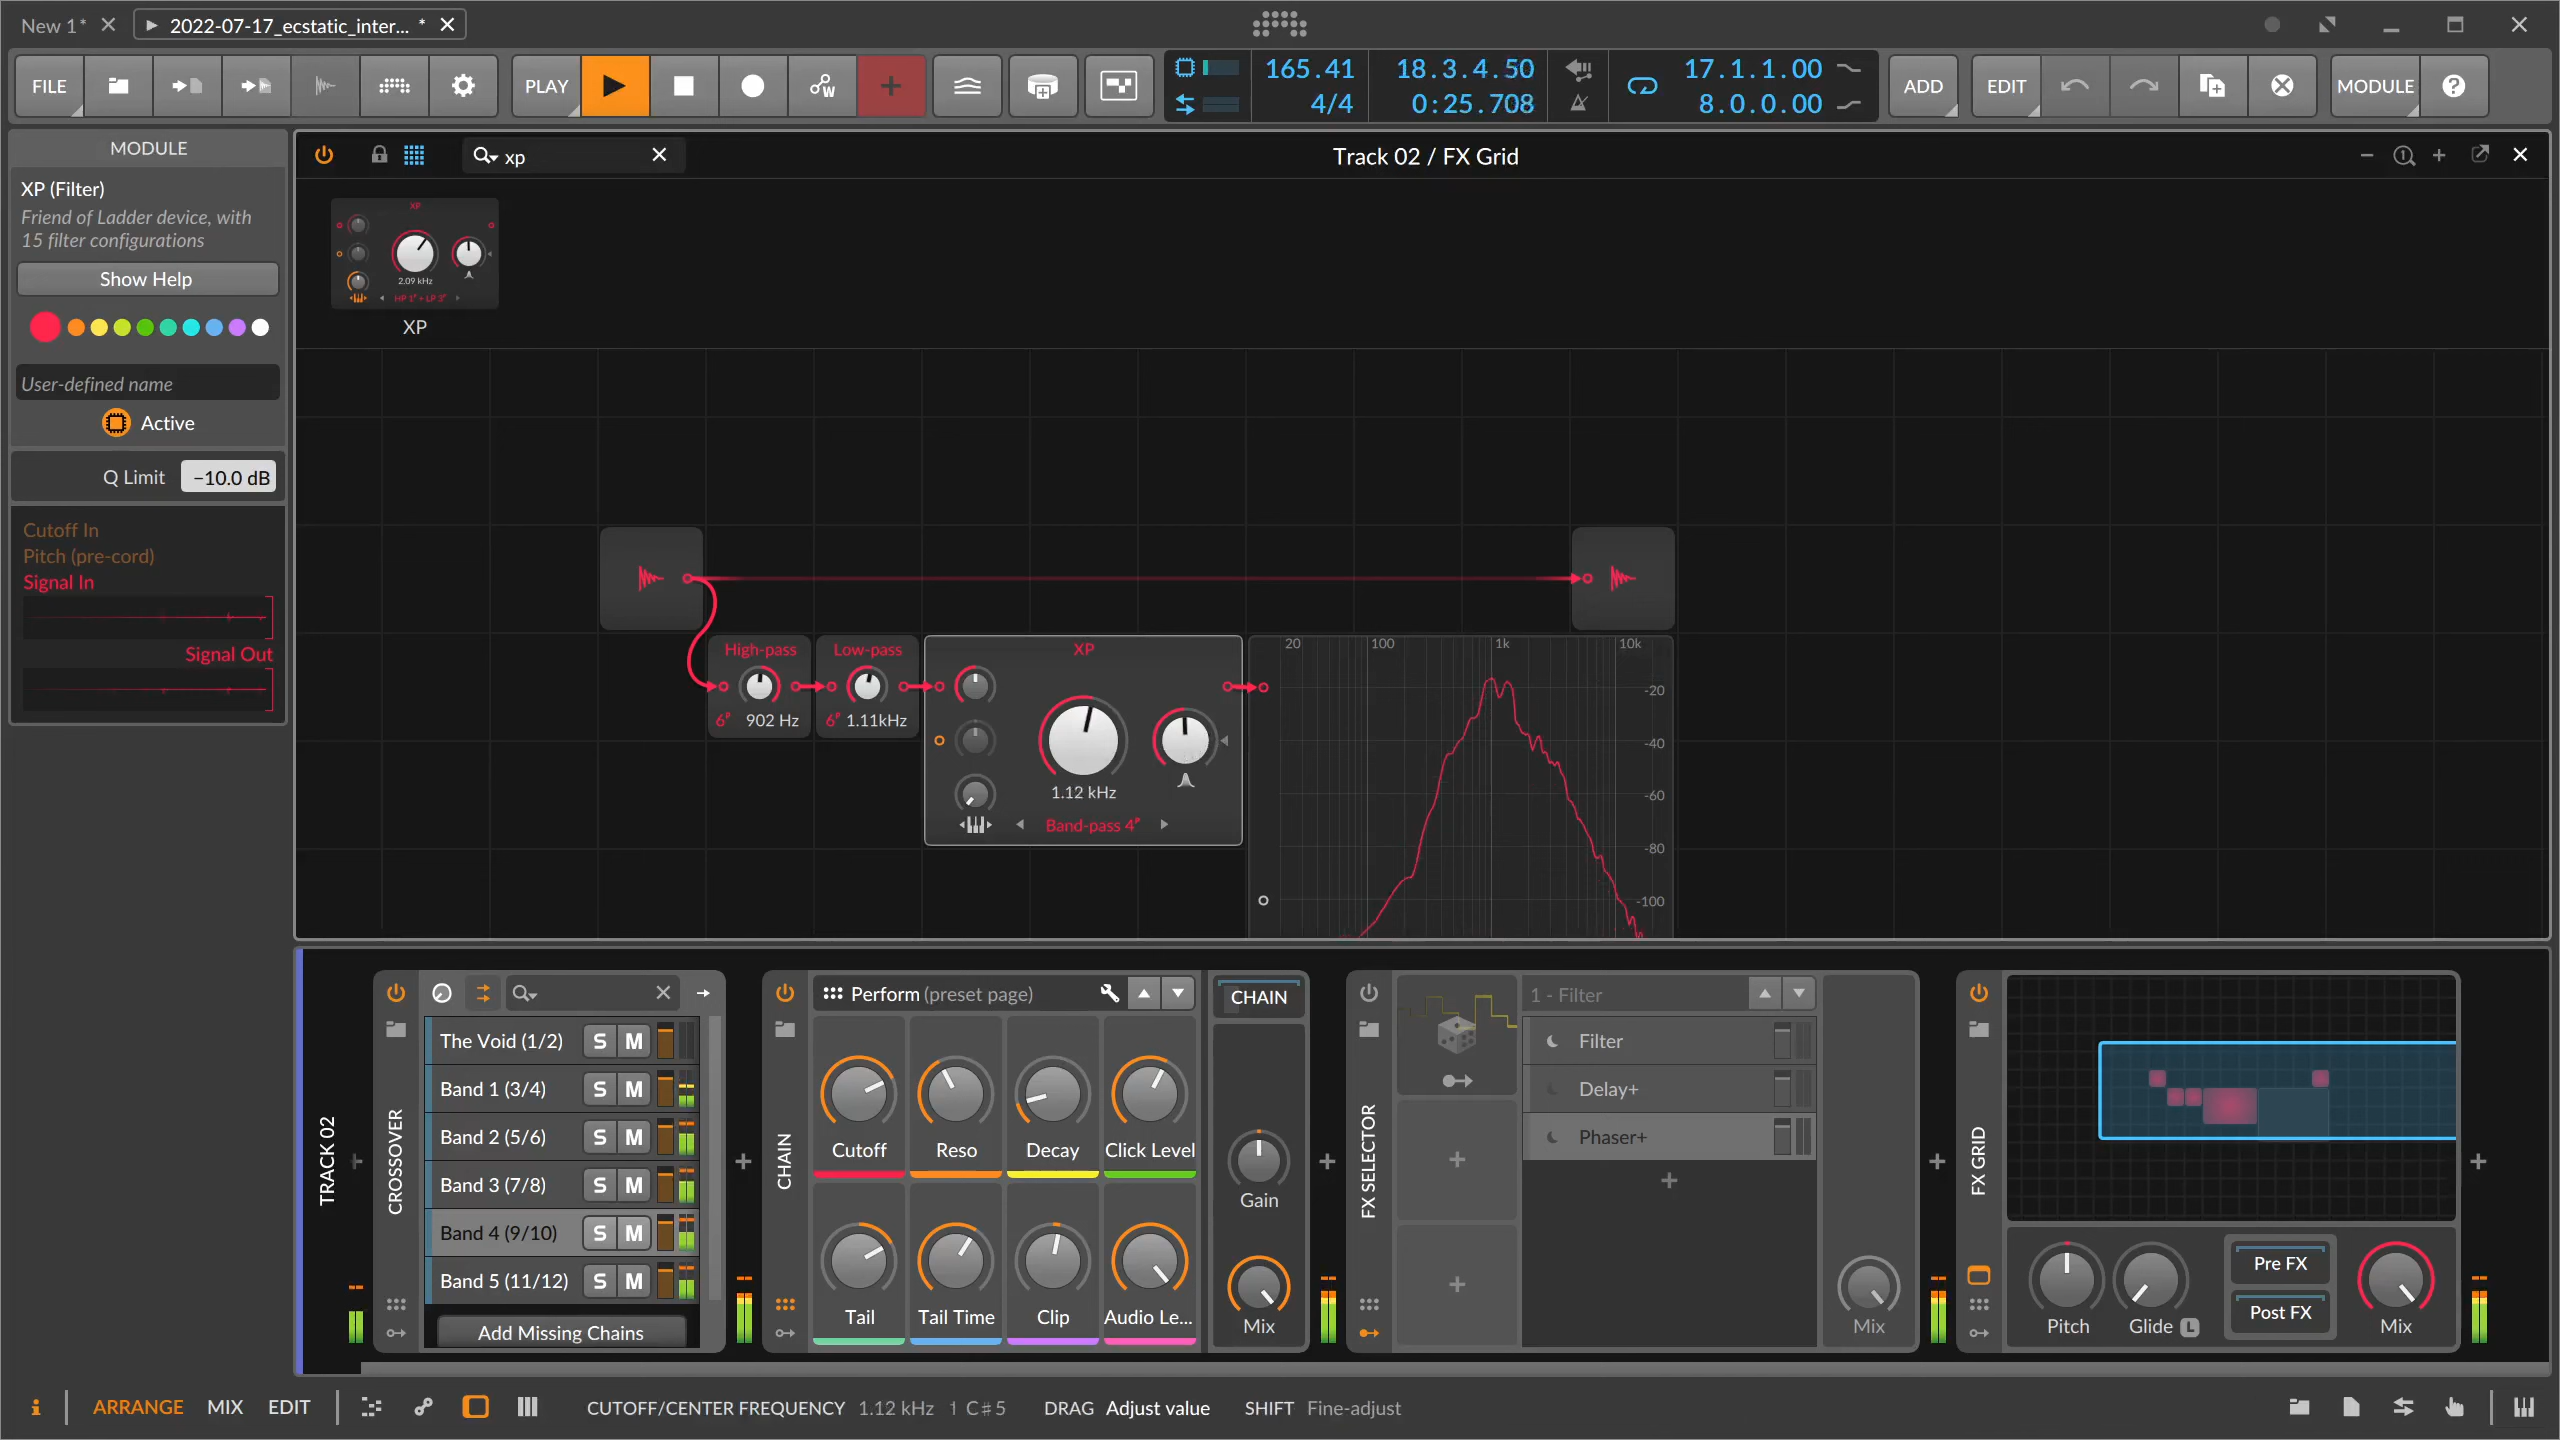 New 1*
2022-07-17_ecstatic_inter... *
FILE
PLAY
165.41
4/4
18.3.4.50
0:25.708
17.1.1.00
8.0.0.00
ADD
EDIT
MODULE
MODULE
XP (Filter)
Friend of Ladder device, with
15 filter configurations
Show Help
User-defined name
Active
Q Limit −10.0 dB
Cutoff In
Pitch (pre-cord)
Signal In
Signal Out
xp
Track 02 / FX Grid
XP
2.09 kHz
XP
High-pass
6P 902 Hz
Low-pass
6P 1.11kHz
XP
1.12 kHz
Band-pass 4P
20 100 1k 10k
-20
-40
-60
-80
-100
TRACK 02
CROSSOVER
The Void (1/2) S M
Band 1 (3/4) S M
Band 2 (5/6) S M
Band 3 (7/8) S M
Band 4 (9/10) S M
Band 5 (11/12) S M
Add Missing Chains
CHAIN
Perform (preset page)
Cutoff Reso Decay Click Level
Tail Tail Time Clip Audio Le...
CHAIN
Gain
Mix
FX SELECTOR
1 - Filter
Filter
Delay+
Phaser+
Mix
FX GRID
Pitch Glide L
Pre FX
Post FX
Mix
ARRANGE MIX EDIT
CUTOFF/CENTER FREQUENCY 1.12 kHz 1 C♯5 DRAG Adjust value SHIFT Fine-adjust